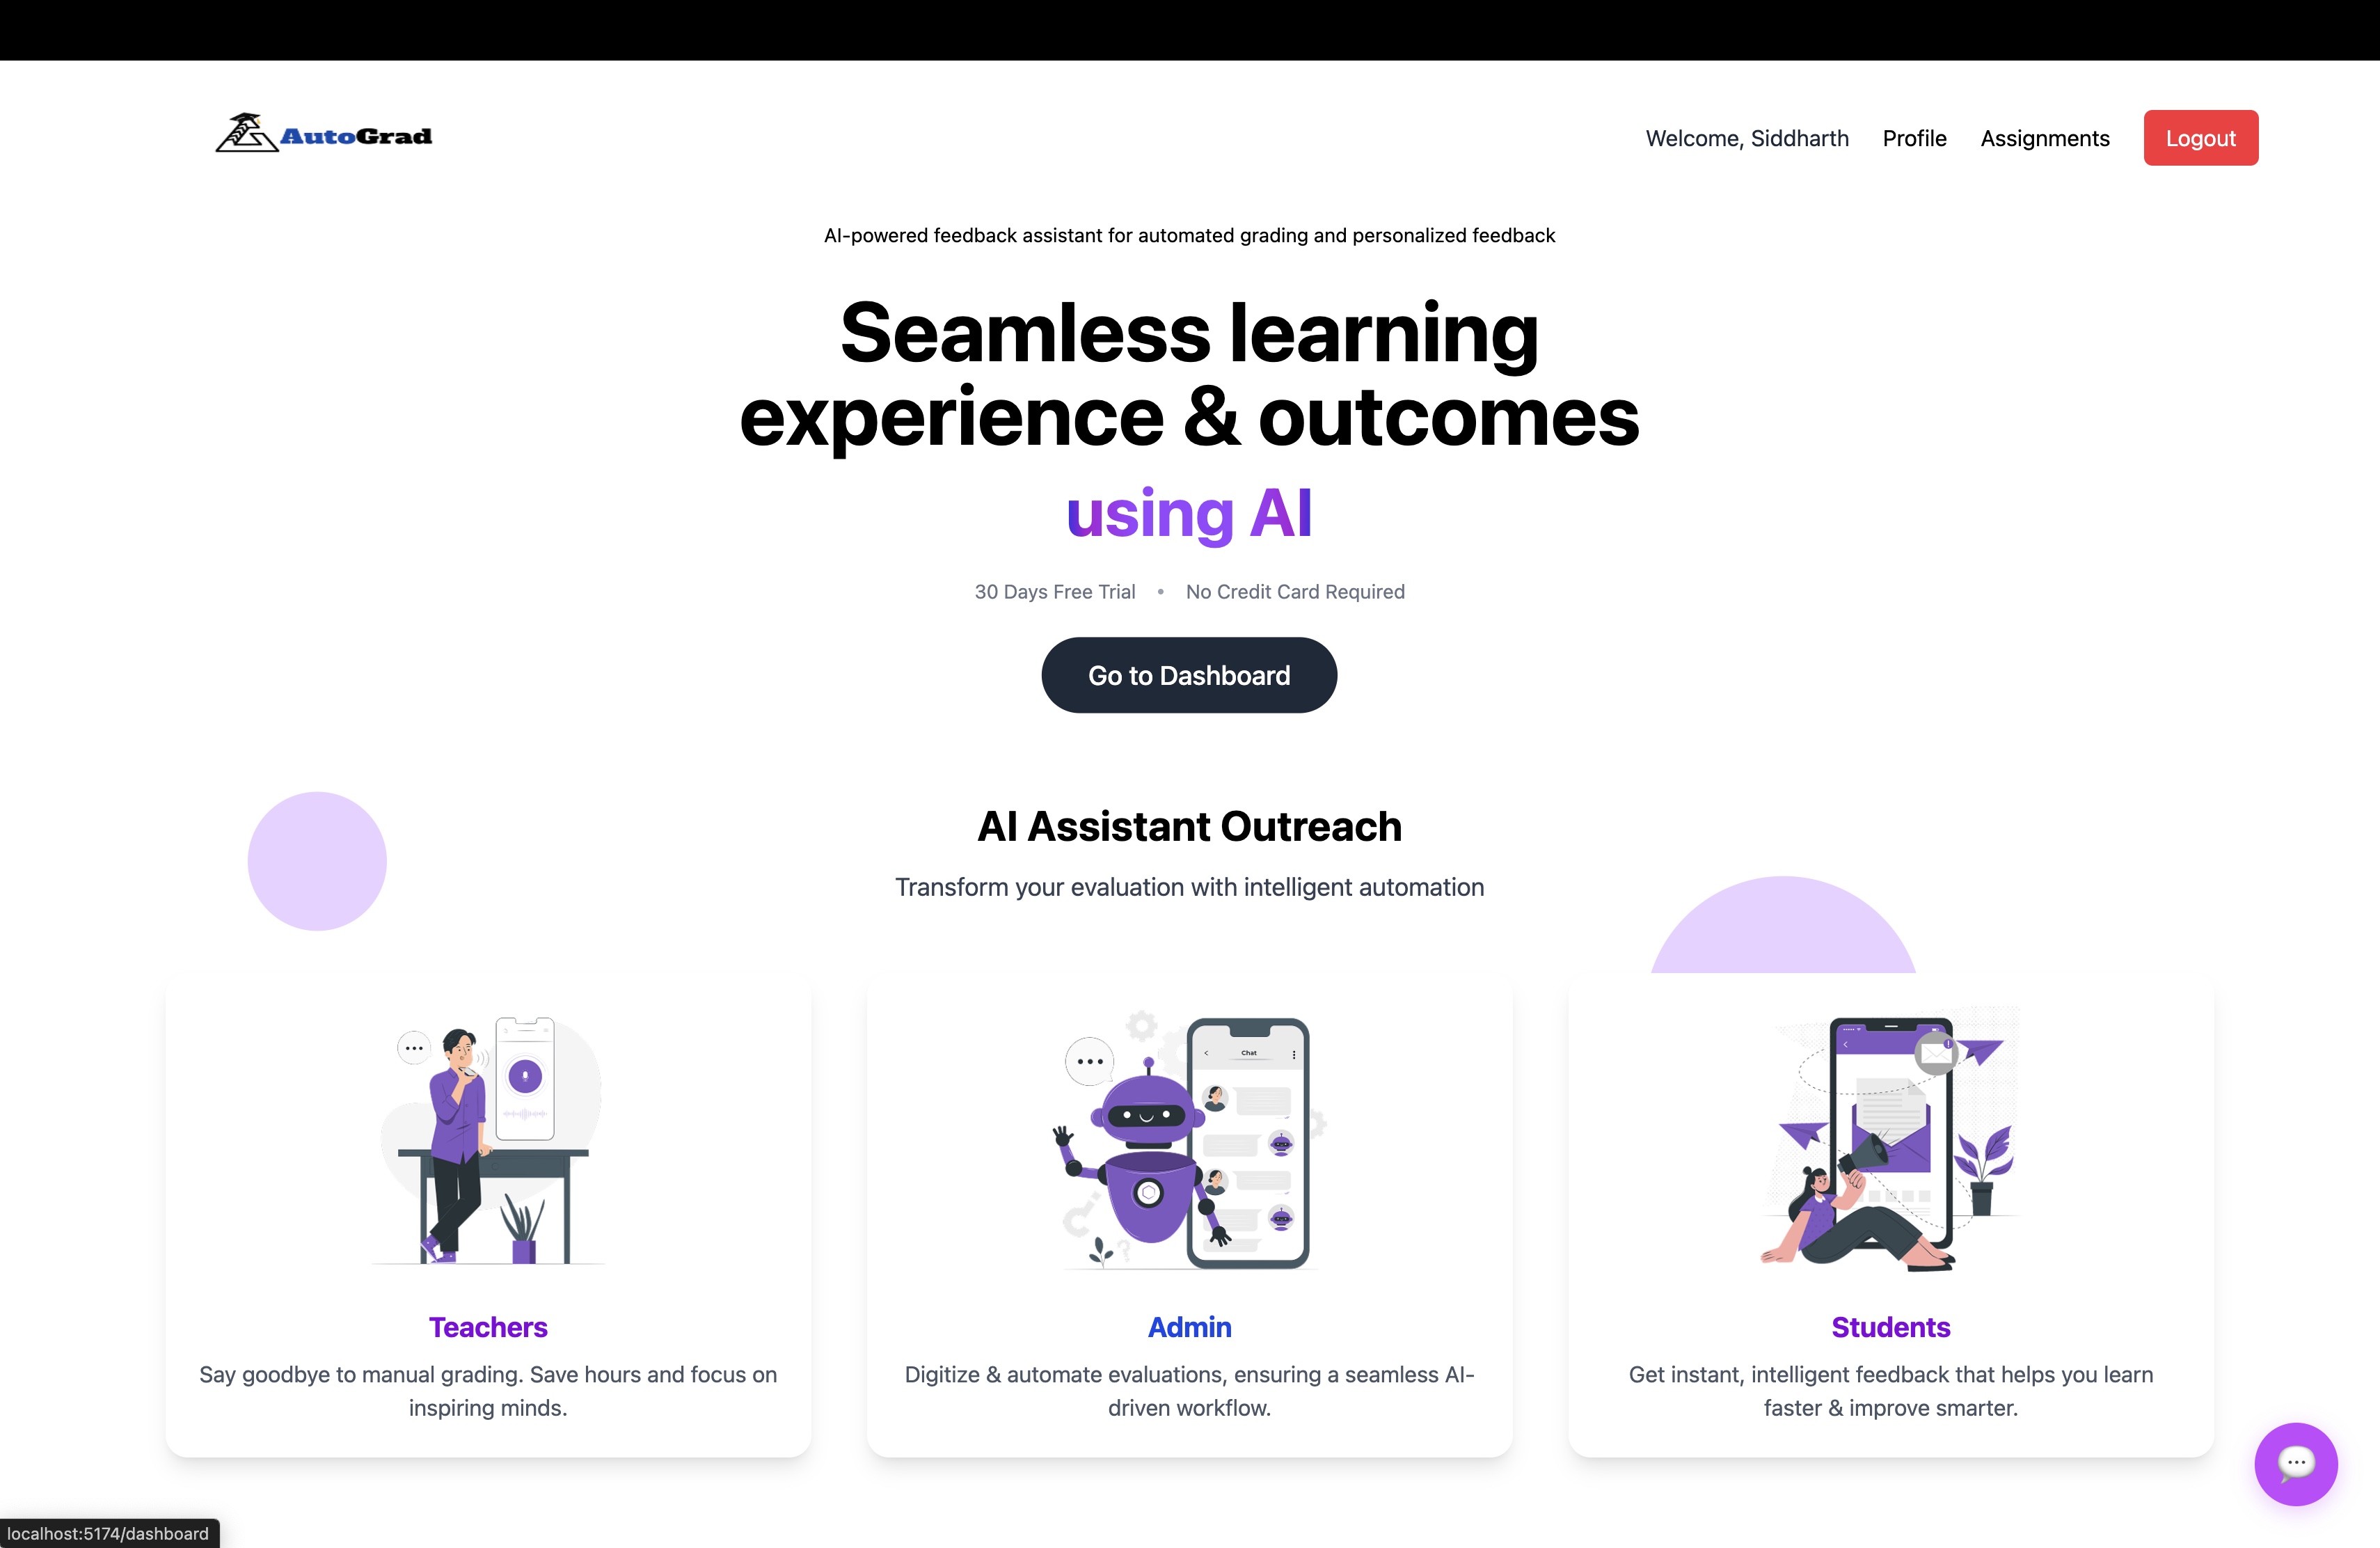 AutoGrad
Welcome, Siddharth
Profile
Assignments
Logout
AI-powered feedback assistant for automated grading and personalized feedback
Seamless learning
experience & outcomes
using AI
30 Days Free Trial • No Credit Card Required
Go to Dashboard
AI Assistant Outreach
Transform your evaluation with intelligent automation
Chat
Teachers
Say goodbye to manual grading. Save hours and focus on
inspiring minds.
Admin
Digitize & automate evaluations, ensuring a seamless AI-
driven workflow.
Students
Get instant, intelligent feedback that helps you learn
faster & improve smarter.
localhost:5174/dashboard